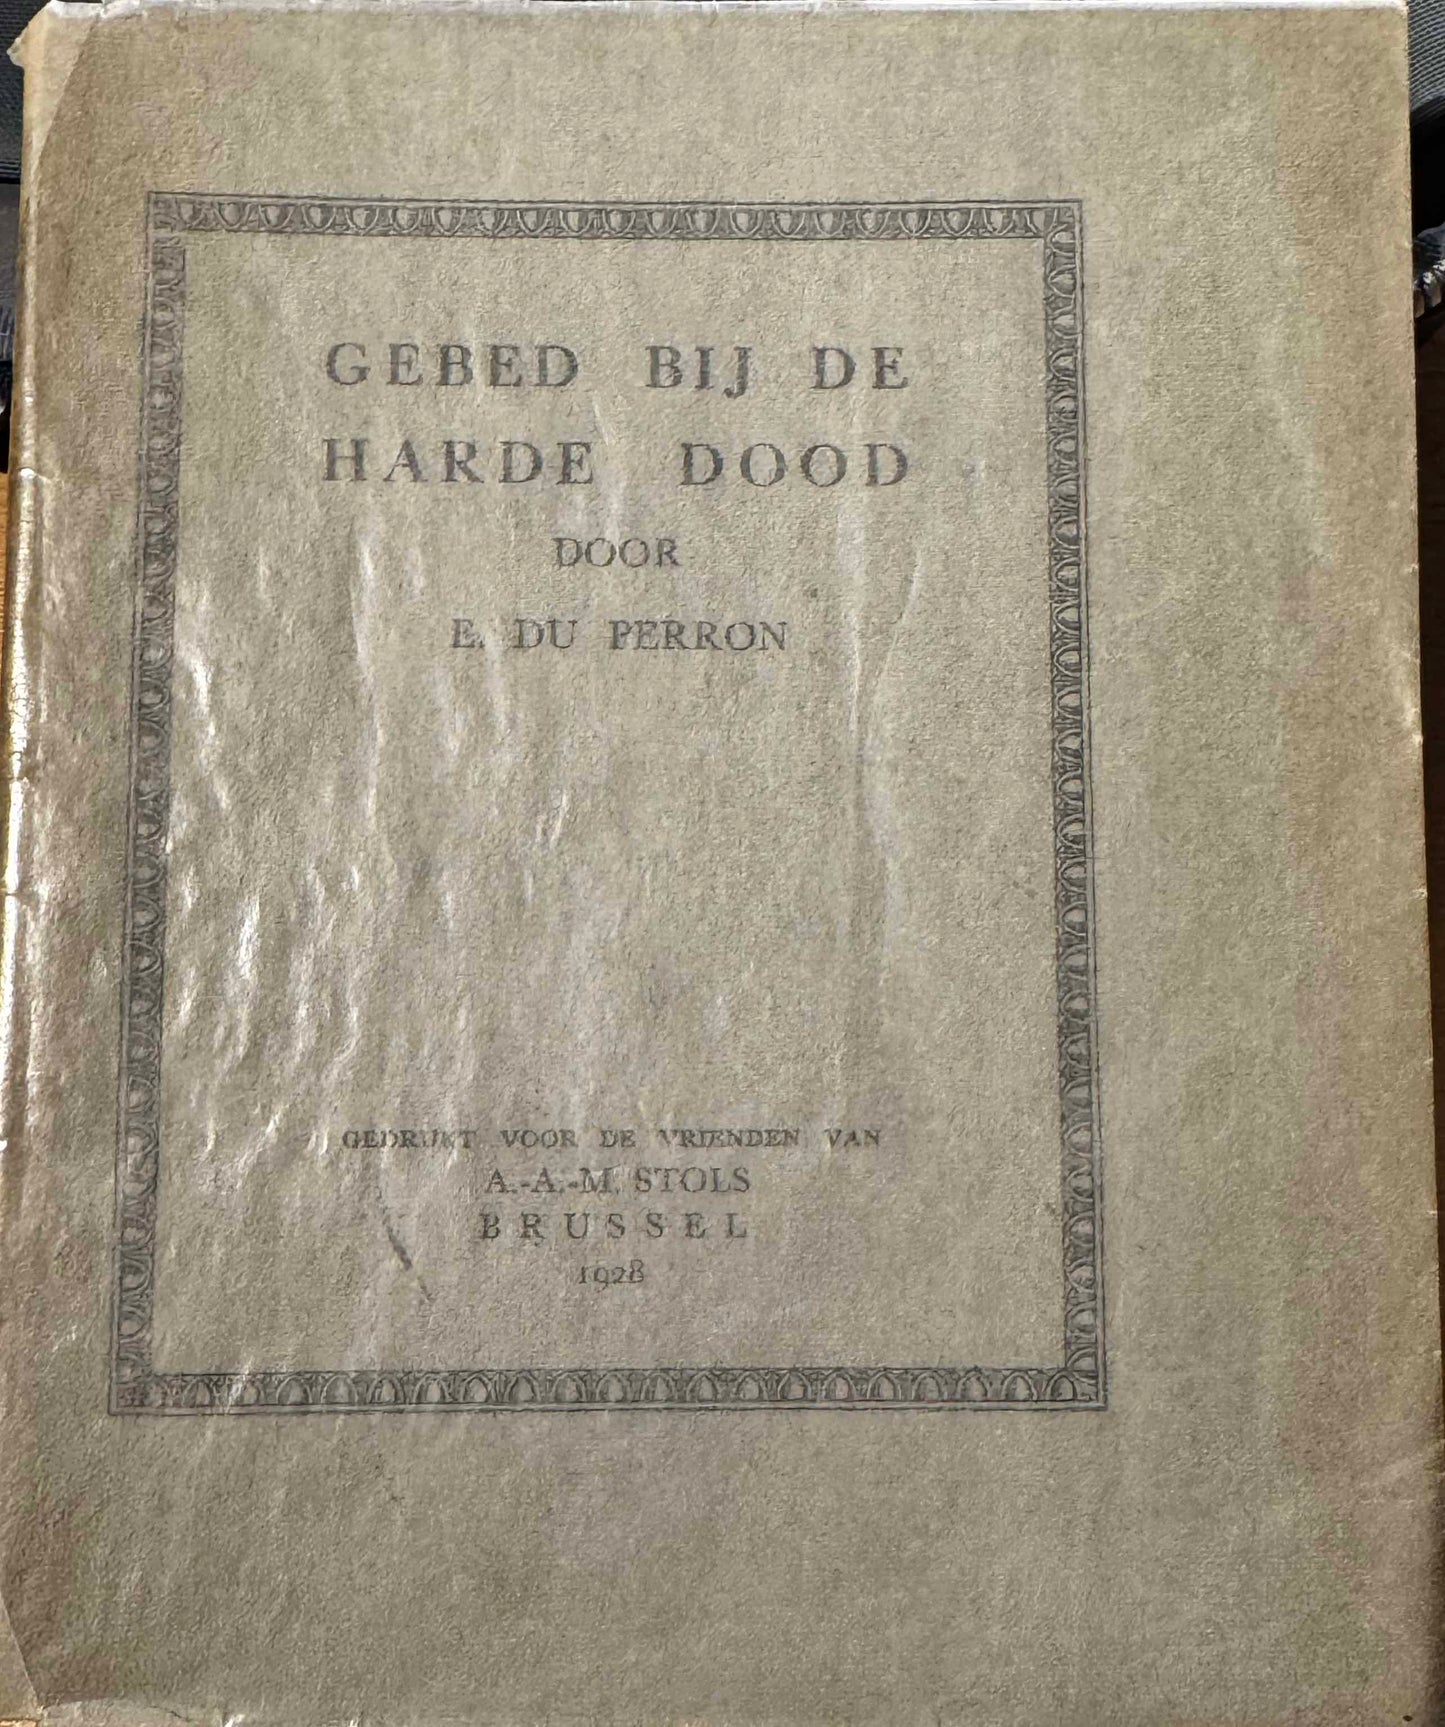 GEBED BIJ DE
HARDE DOOD
DOOR
E. DU PERRON
GEDRUKT VOOR DE VRIENDEN VAN
A.-A.-M. STOLS
BRUSSEL
1928